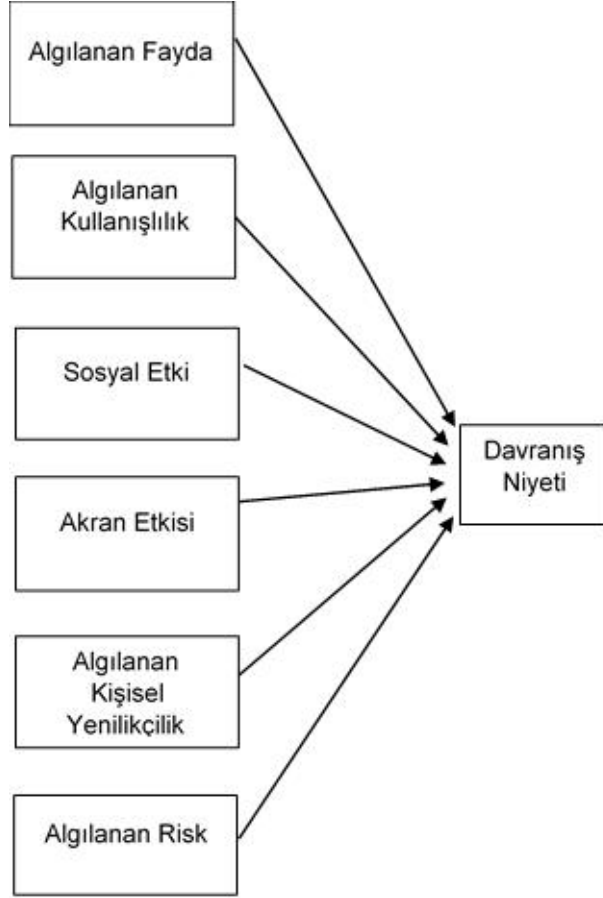 Algılanan Fayda
Algılanan
Kullanışlılık
Sosyal Etki
Akran Etkisi
Algılanan
Kişisel
Yenilikçilik
Algılanan Risk
Davranış
Niyeti